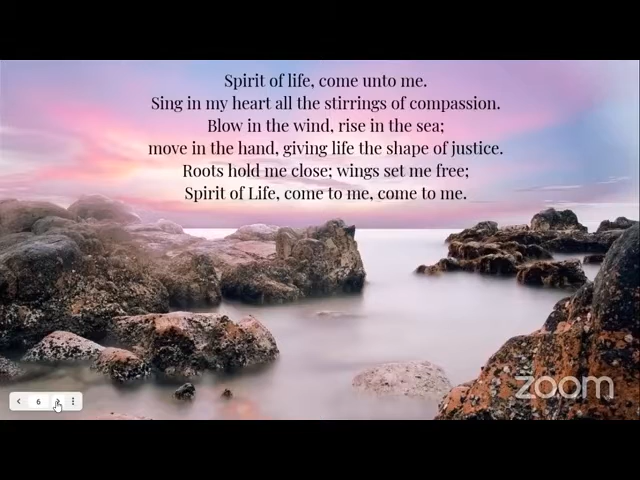 Spirit of life, come unto me.
Sing in my heart all the stirrings of compassion.
Blow in the wind, rise in the sea;
move in the hand, giving life the shape of justice.
Roots hold me close; wings set me free;
Spirit of Life, come to me, come to me.
zoom
6